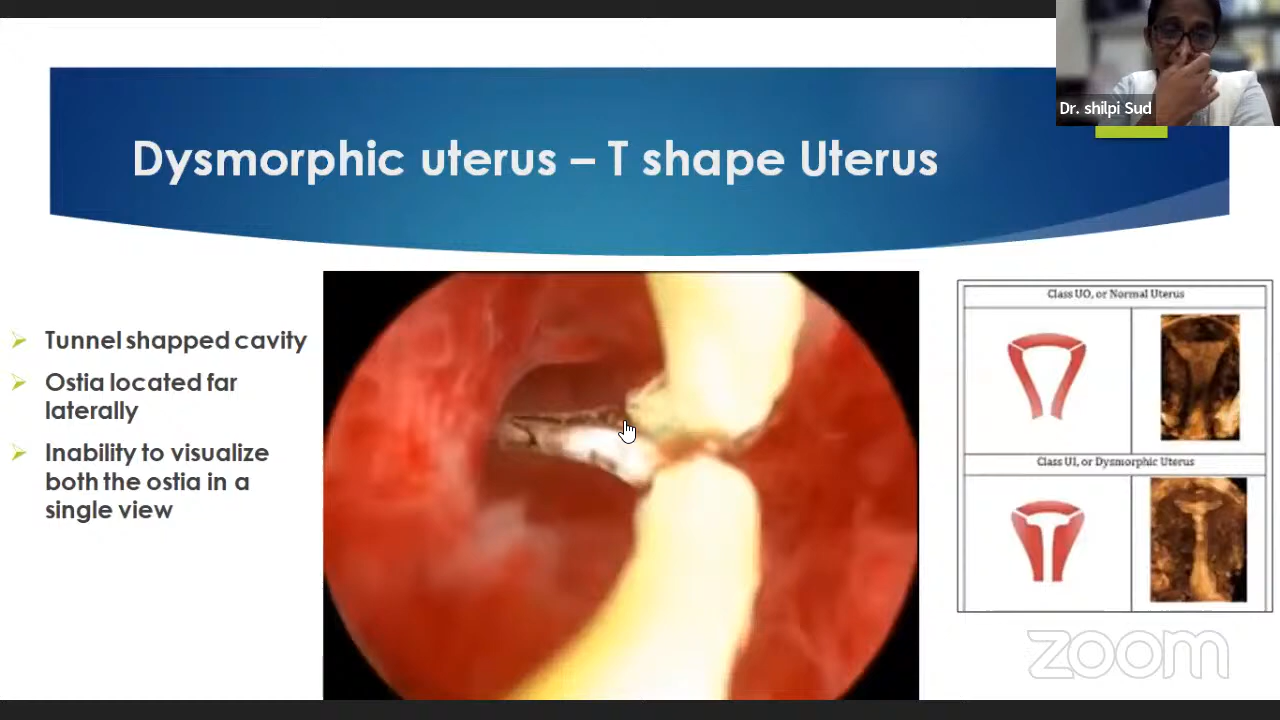 Dr. shilpi Sud
Dysmorphic uterus – T shape Uterus
Tunnel shapped cavity
Ostia located far
laterally
Inability to visualize
both the ostia in a
single view
Class UO, or Normal Uterus
Class UI, or Dysmorphic Uterus
zoom